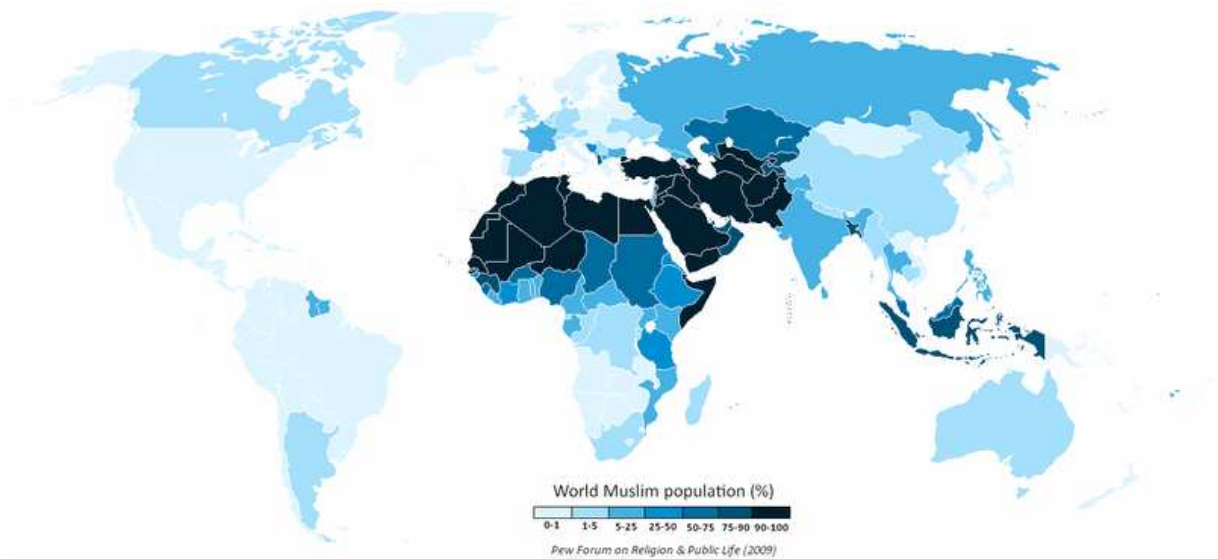 World Muslim population (%)
0-1 1-5 5-25 25-50 50-75 75-90 90-100
Pew Forum on Religion & Public Life (2009)